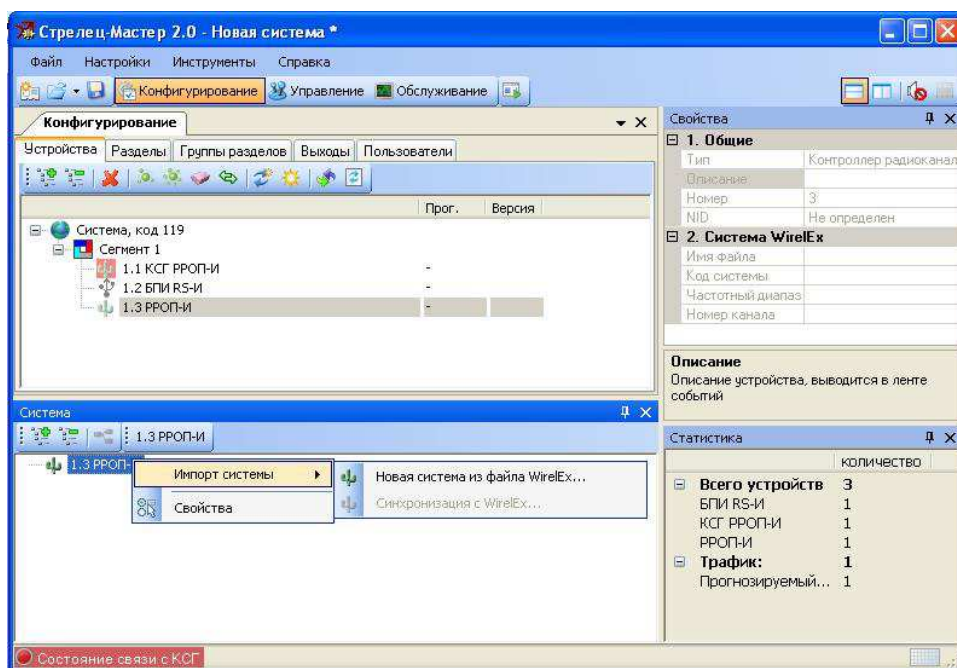 Стрелец-Мастер 2.0 - Новая система *
Файл Настройки Инструменты Справка
Конфигурирование Управление Обслуживание
Конфигурирование
Устройства Разделы Группы разделов Выходы Пользователи
Прог. Версия
Система, код 119
Сегмент 1
1.1 КСГ РРОП-И -
1.2 БПИ RS-И -
1.3 РРОП-И -
Система
1.3 РРОП-И
1.3 РРОП-
Импорт системы
Свойства
Новая система из файла WirelEx...
Синхронизация с WirelEx...
Свойства
1. Общие
Тип Контроллер радиоканал
Описание
Номер 3
NID Не определен
2. Система WirelEx
Имя файла
Код системы
Частотный диапаз
Номер канала
Описание
Описание устройства, выводится в ленте
событий
Статистика
количество
Всего устройств 3
БПИ RS-И 1
КСГ РРОП-И 1
РРОП-И 1
Трафик: 1
Прогнозируемый... 1
Состояние связи с КСГ